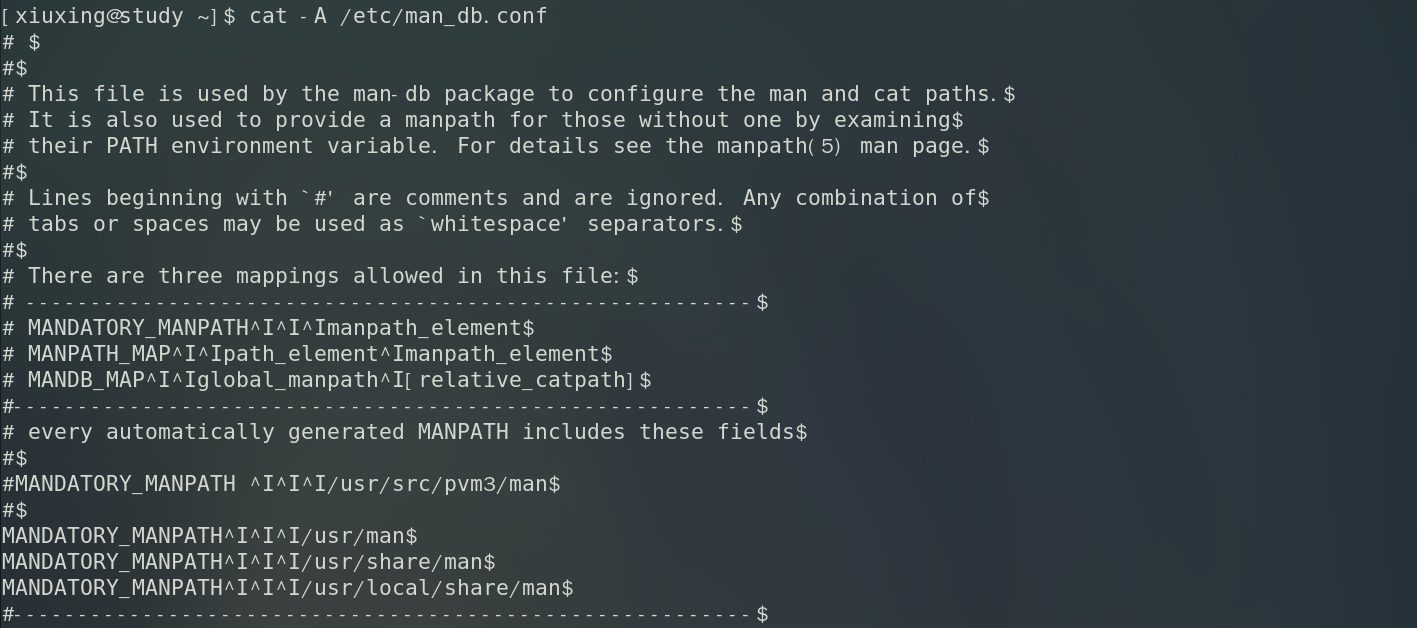 [xiuxing@study ~]$ cat -A /etc/man_db.conf
# $
#$
# This file is used by the man-db package to configure the man and cat paths.$
# It is also used to provide a manpath for those without one by examining$
# their PATH environment variable.  For details see the manpath(5) man page.$
#$
# Lines beginning with `#' are comments and are ignored.  Any combination of$
# tabs or spaces may be used as `whitespace' separators.$
#$
# There are three mappings allowed in this file:$
# --------------------------------------------------------$
# MANDATORY_MANPATH^I^I^Imanpath_element$
# MANPATH_MAP^I^Ipath_element^Imanpath_element$
# MANDB_MAP^I^Iglobal_manpath^I[relative_catpath]$
#---------------------------------------------------------$
# every automatically generated MANPATH includes these fields$
#$
#MANDATORY_MANPATH ^I^I^I/usr/src/pvm3/man$
#$
MANDATORY_MANPATH^I^I^I/usr/man$
MANDATORY_MANPATH^I^I^I/usr/share/man$
MANDATORY_MANPATH^I^I^I/usr/local/share/man$
#---------------------------------------------------------$